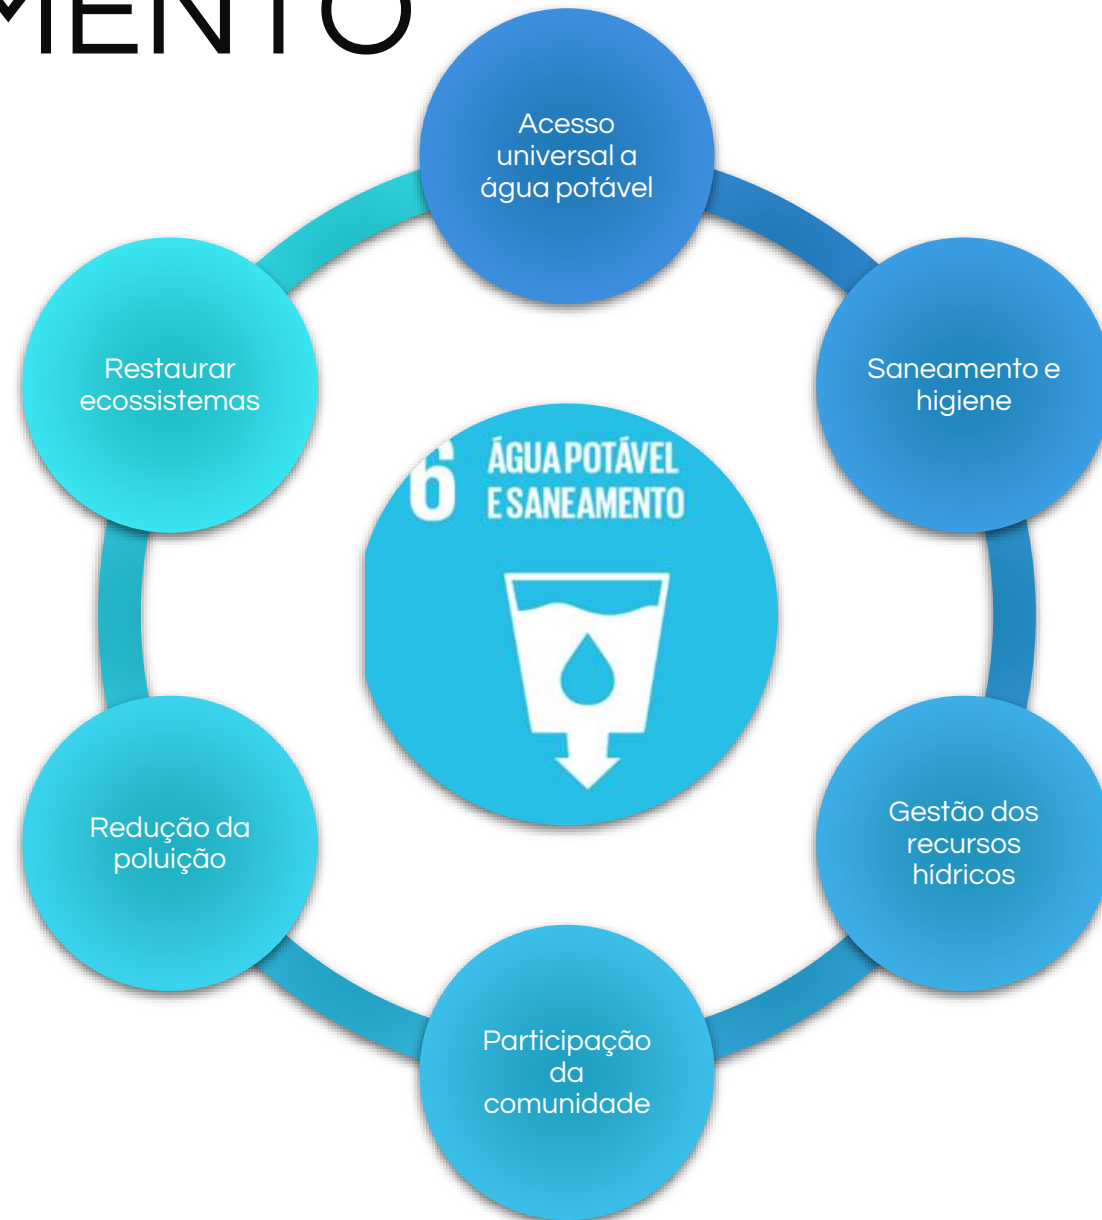 MENTO
Acesso
universal a
água potável
Saneamento e
higiene
Gestão dos
recursos
hídricos
Participação
da
comunidade
Redução da
poluição
Restaurar
ecossistemas
6 ÁGUA POTÁVEL
E SANEAMENTO